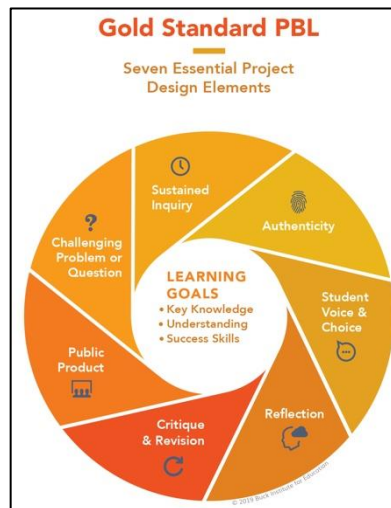 Gold Standard PBL
Seven Essential Project
Design Elements
?
Challenging
Problem or
Question
Sustained
Inquiry
Authenticity
Student
Voice &
Choice
Reflection
Critique
& Revision
Public
Product
LEARNING
GOALS
• Key Knowledge
• Understanding
• Success Skills
© 2019 Buck Institute for Education